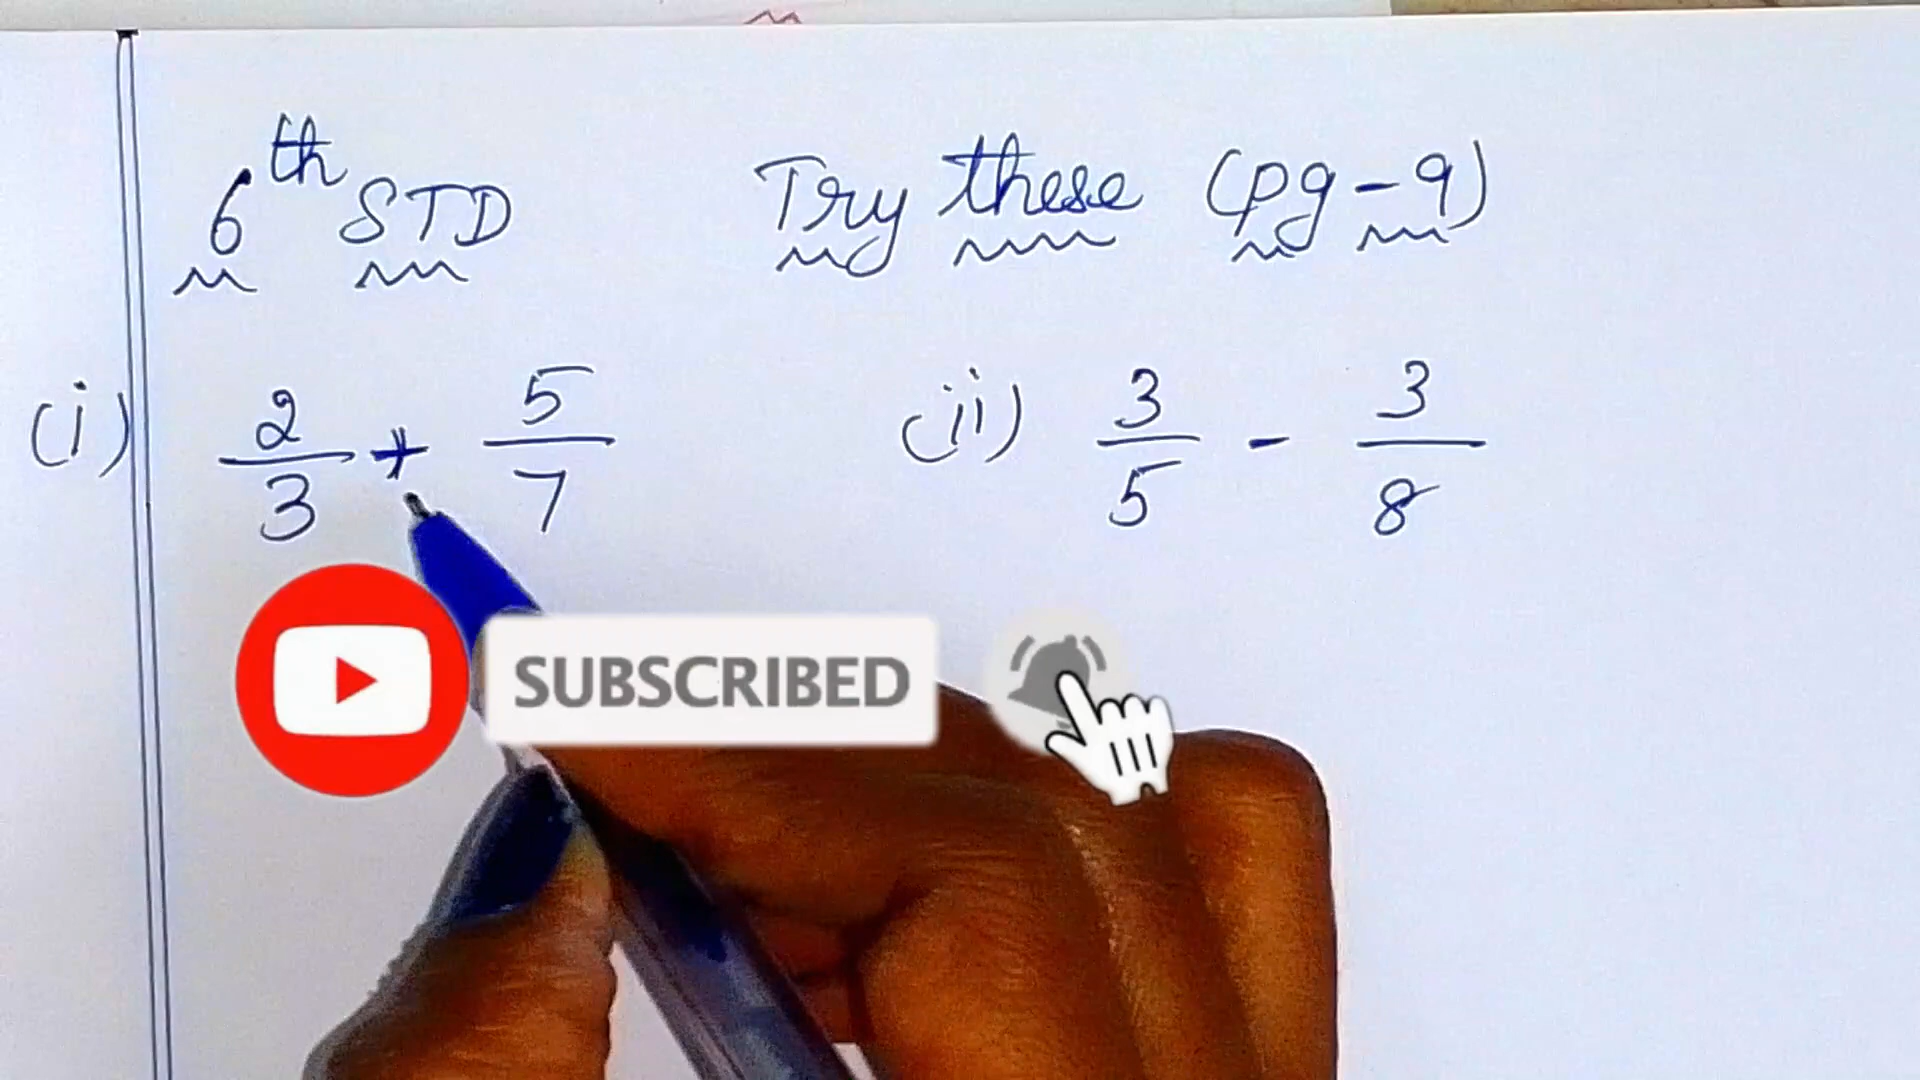 6th STD Try these (pg-9)
(i) 2/3 + 5/7 (ii) 3/5 - 3/8
SUBSCRIBED